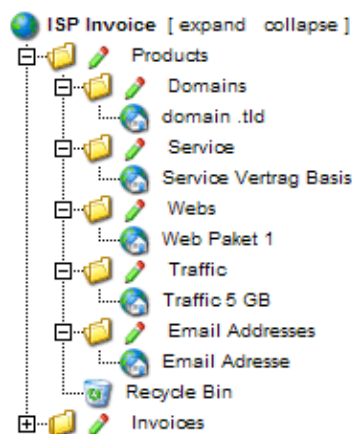 ISP Invoice [ expand collapse ]
Products
Domains
domain .tld
Service
Service Vertrag Basis
Webs
Web Paket 1
Traffic
Traffic 5 GB
Email Addresses
Email Adresse
Recycle Bin
Invoices